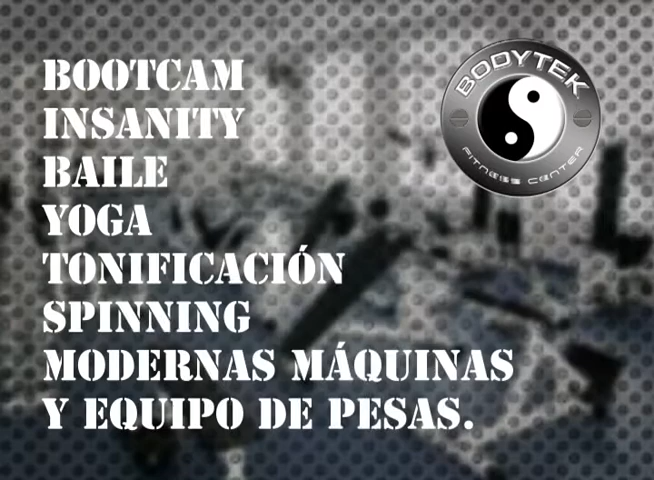 BOOTCAM
INSANITY
BAILE
YOGA
TONIFICACIÓN
SPINNING
MODERNAS MÁQUINAS
Y EQUIPO DE PESAS.
BODYTEK
FITNESS CENTER